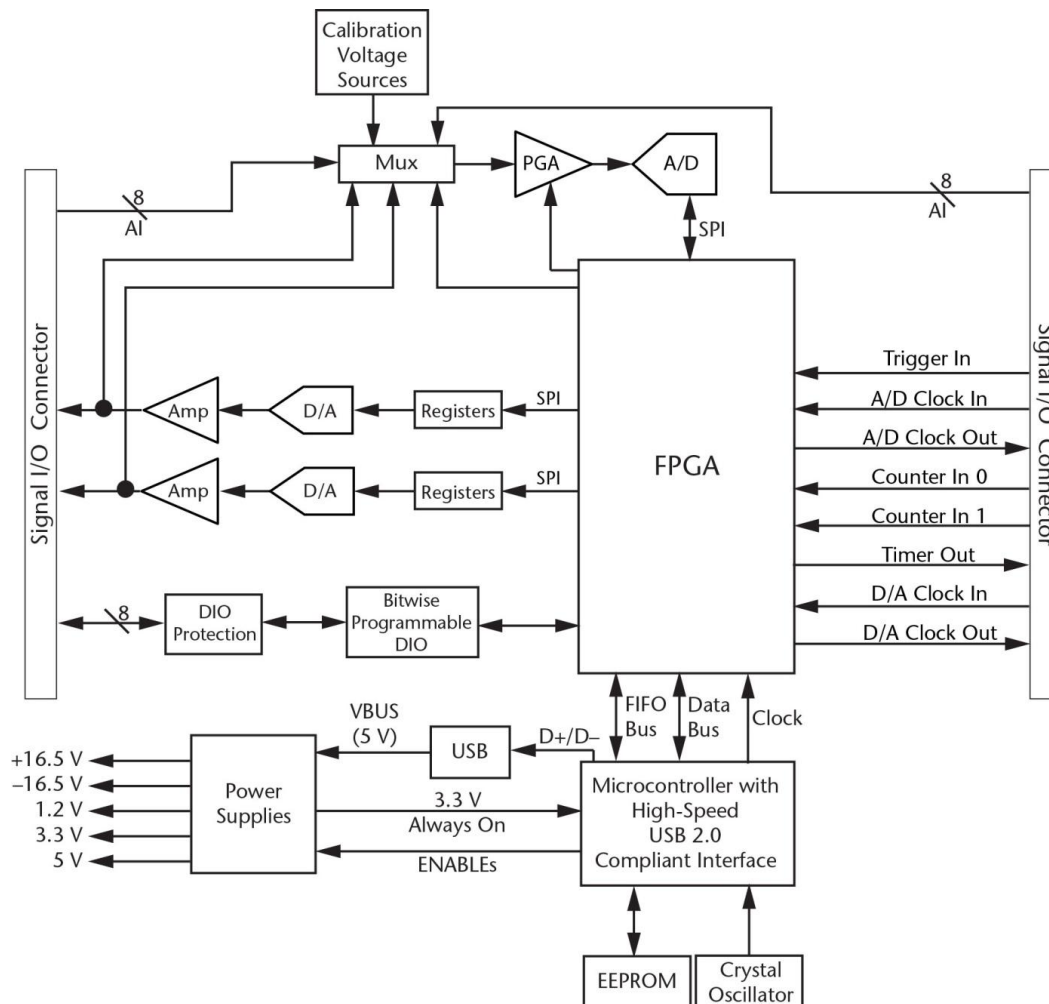 Calibration
Voltage
Sources
Mux
PGA
A/D
8
AI
8
AI
SPI
Signal I/O Connector
Signal I/O Connector
FPGA
Trigger In
A/D Clock In
A/D Clock Out
Counter In 0
Counter In 1
Timer Out
D/A Clock In
D/A Clock Out
Amp
D/A
Registers
SPI
Amp
D/A
Registers
SPI
8
DIO
Protection
Bitwise
Programmable
DIO
FIFO
Bus
Data
Bus
Clock
VBUS
(5 V)
USB
D+/D–
+16.5 V
–16.5 V
1.2 V
3.3 V
5 V
Power
Supplies
3.3 V
Always On
ENABLEs
Microcontroller with
High-Speed
USB 2.0
Compliant Interface
EEPROM
Crystal
Oscillator